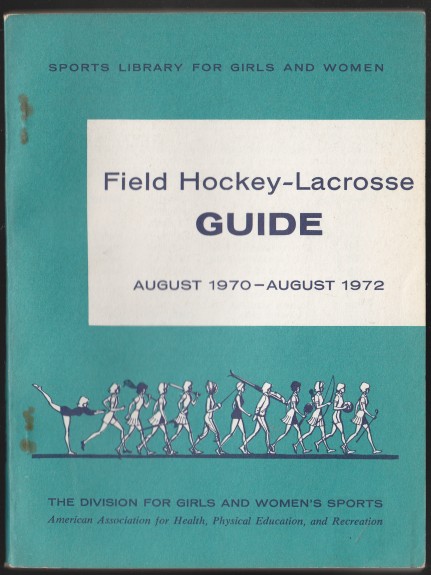 SPORTS LIBRARY FOR GIRLS AND WOMEN
Field Hockey-Lacrosse
GUIDE
AUGUST 1970–AUGUST 1972
THE DIVISION FOR GIRLS AND WOMEN'S SPORTS
American Association for Health, Physical Education, and Recreation